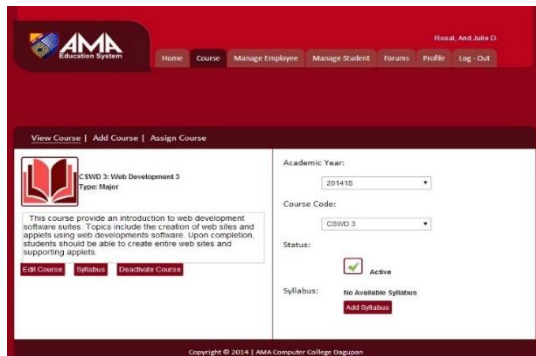 AMA
Education System
Rosal, And Julie D.
Home Course Manage Employee Manage Student Forums Profile Log - Out
View Course | Add Course | Assign Course
CSWD 3: Web Development 3
Type: Major
This course provide an introduction to web development
software suites. Topics include the creation of web sites and
applets using web developments software. Upon completion,
students should be able to create entire web sites and
supporting applets.
Edit Course Syllabus Deactivate Course
Academic Year:
201415
Course Code:
CSWD 3
Status:
Active
Syllabus: No Available Syllabus
Add Syllabus
Copyright © 2014 | AMA Computer College Dagupan